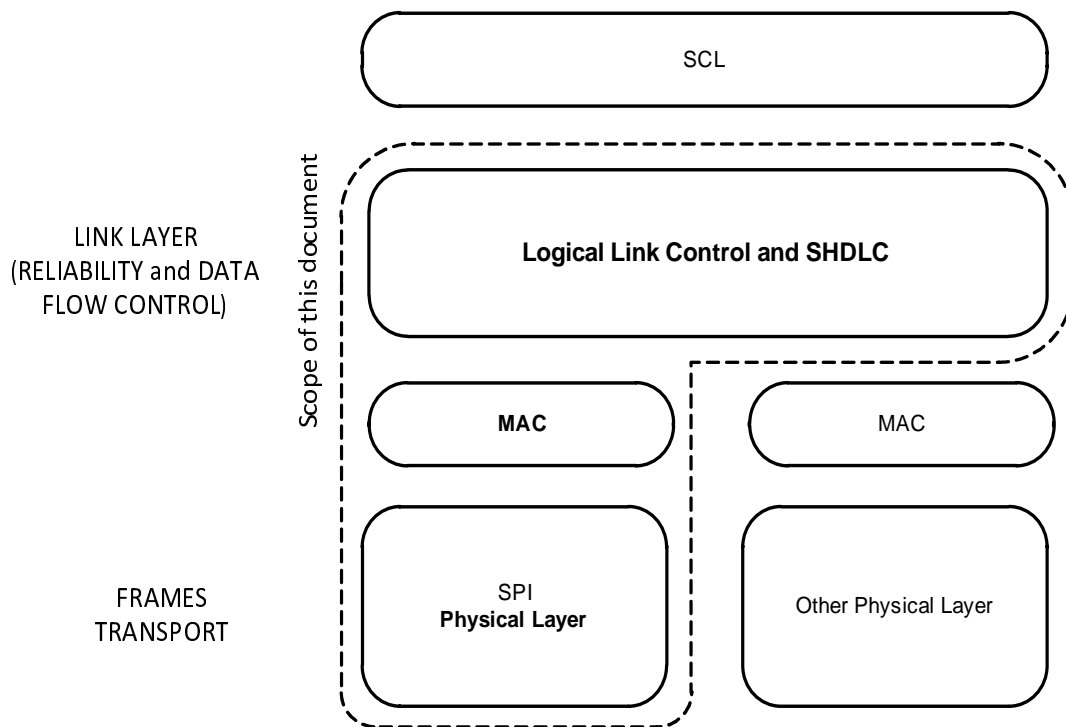 SCL
Scope of this document
LINK LAYER
(RELIABILITY and DATA
FLOW CONTROL)
Logical Link Control and SHDLC
MAC
MAC
FRAMES
TRANSPORT
SPI
Physical Layer
Other Physical Layer